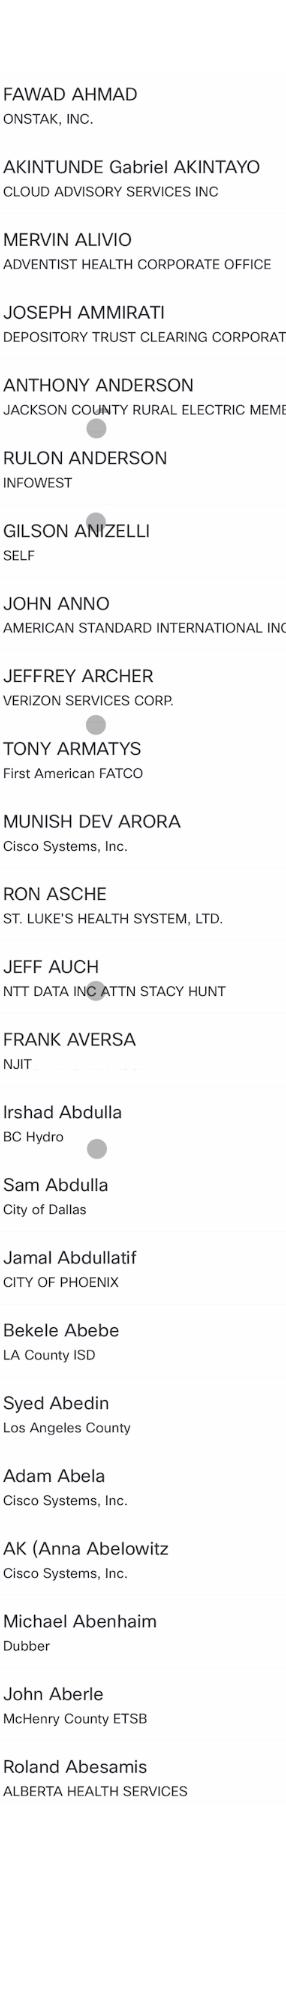 FAWAD AHMAD
ONSTAK, INC.
AKINTUNDE Gabriel AKINTAYO
CLOUD ADVISORY SERVICES INC
MERVIN ALIVIO
ADVENTIST HEALTH CORPORATE OFFICE
JOSEPH AMMIRATI
DEPOSITORY TRUST CLEARING CORPORAT
ANTHONY ANDERSON
JACKSON COUNTY RURAL ELECTRIC MEME
RULON ANDERSON
INFOWEST
GILSON ANIZELLI
SELF
JOHN ANNO
AMERICAN STANDARD INTERNATIONAL INC
JEFFREY ARCHER
VERIZON SERVICES CORP.
TONY ARMATYS
First American FATCO
MUNISH DEV ARORA
Cisco Systems, Inc.
RON ASCHE
ST. LUKE'S HEALTH SYSTEM, LTD.
JEFF AUCH
NTT DATA INC ATTN STACY HUNT
FRANK AVERSA
NJIT
Irshad Abdulla
BC Hydro
Sam Abdulla
City of Dallas
Jamal Abdullatif
CITY OF PHOENIX
Bekele Abebe
LA County ISD
Syed Abedin
Los Angeles County
Adam Abela
Cisco Systems, Inc.
AK (Anna Abelowitz
Cisco Systems, Inc.
Michael Abenhaim
Dubber
John Aberle
McHenry County ETSB
Roland Abesamis
ALBERTA HEALTH SERVICES